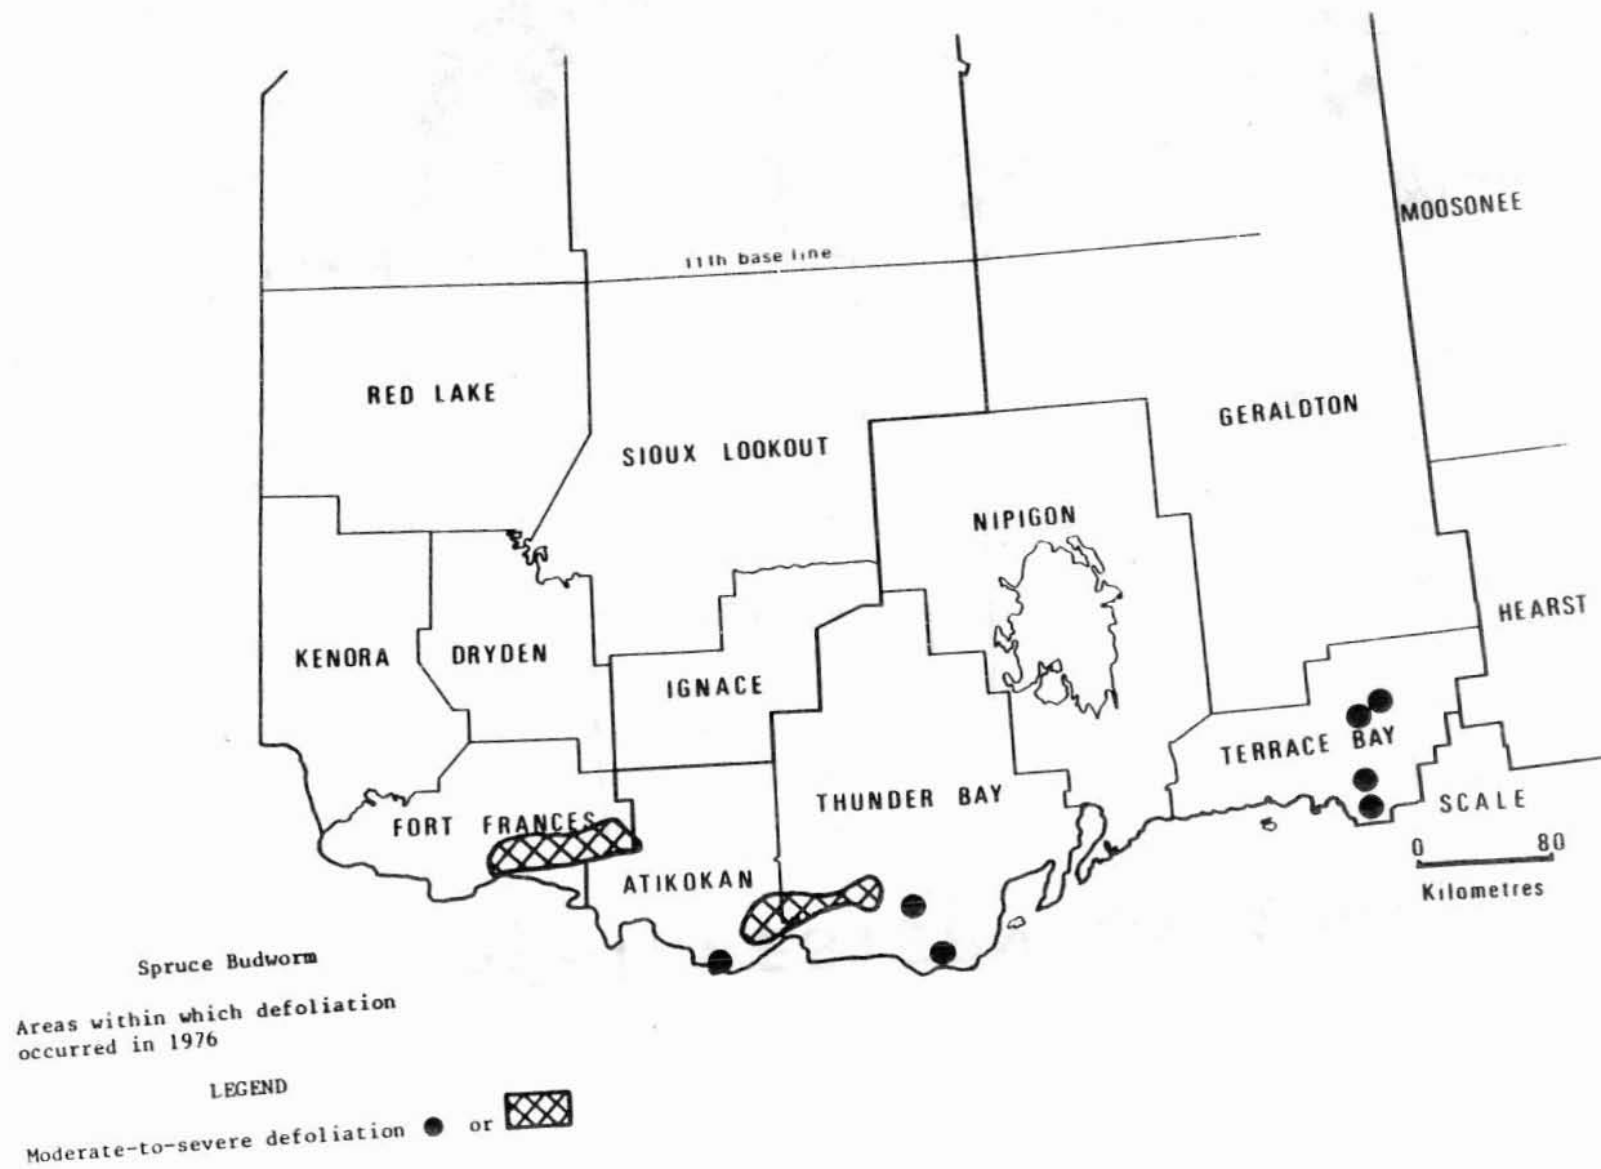 MOOSONEE
11th base line
RED LAKE
GERALDTON
SIOUX LOOKOUT
NIPIGON
HEARST
KENORA
DRYDEN
IGNACE
TERRACE BAY
THUNDER BAY
SCALE
FORT FRANCES
0 80
ATIKOKAN
Kilometres
Spruce Budworm
Areas within which defoliation
occurred in 1976
LEGEND
Moderate-to-severe defoliation or